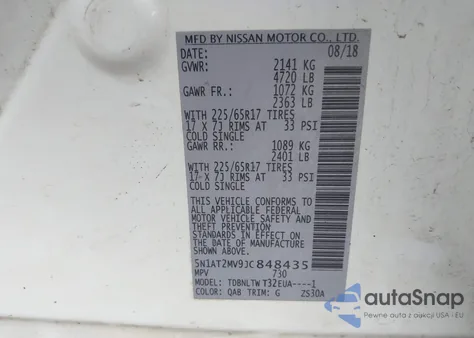 MFD BY NISSAN MOTOR CO., LTD.
DATE: 08/18
GVWR: 2141 KG
4720 LB
GAWR FR.: 1072 KG
2363 LB
WITH 225/65R17 TIRES
17 X 7J RIMS AT 33 PSI
COLD SINGLE
GAWR RR.: 1089 KG
2401 LB
WITH 225/65R17 TIRES
17 X 7J RIMS AT 33 PSI
COLD SINGLE
THIS VEHICLE CONFORMS TO
ALL APPLICABLE FEDERAL
MOTOR VEHICLE SAFETY AND
THEFT PREVENTION
STANDARDS IN EFFECT ON
THE DATE OF MANUFACTURE
SHOWN ABOVE.
5N1AT2MV9JC848435
MPV 730
MODEL: TDBNLTW T32EUA----1
COLOR: QAB TRIM: G ZS30A
autoSnap
Pewne auta z aukcji USA